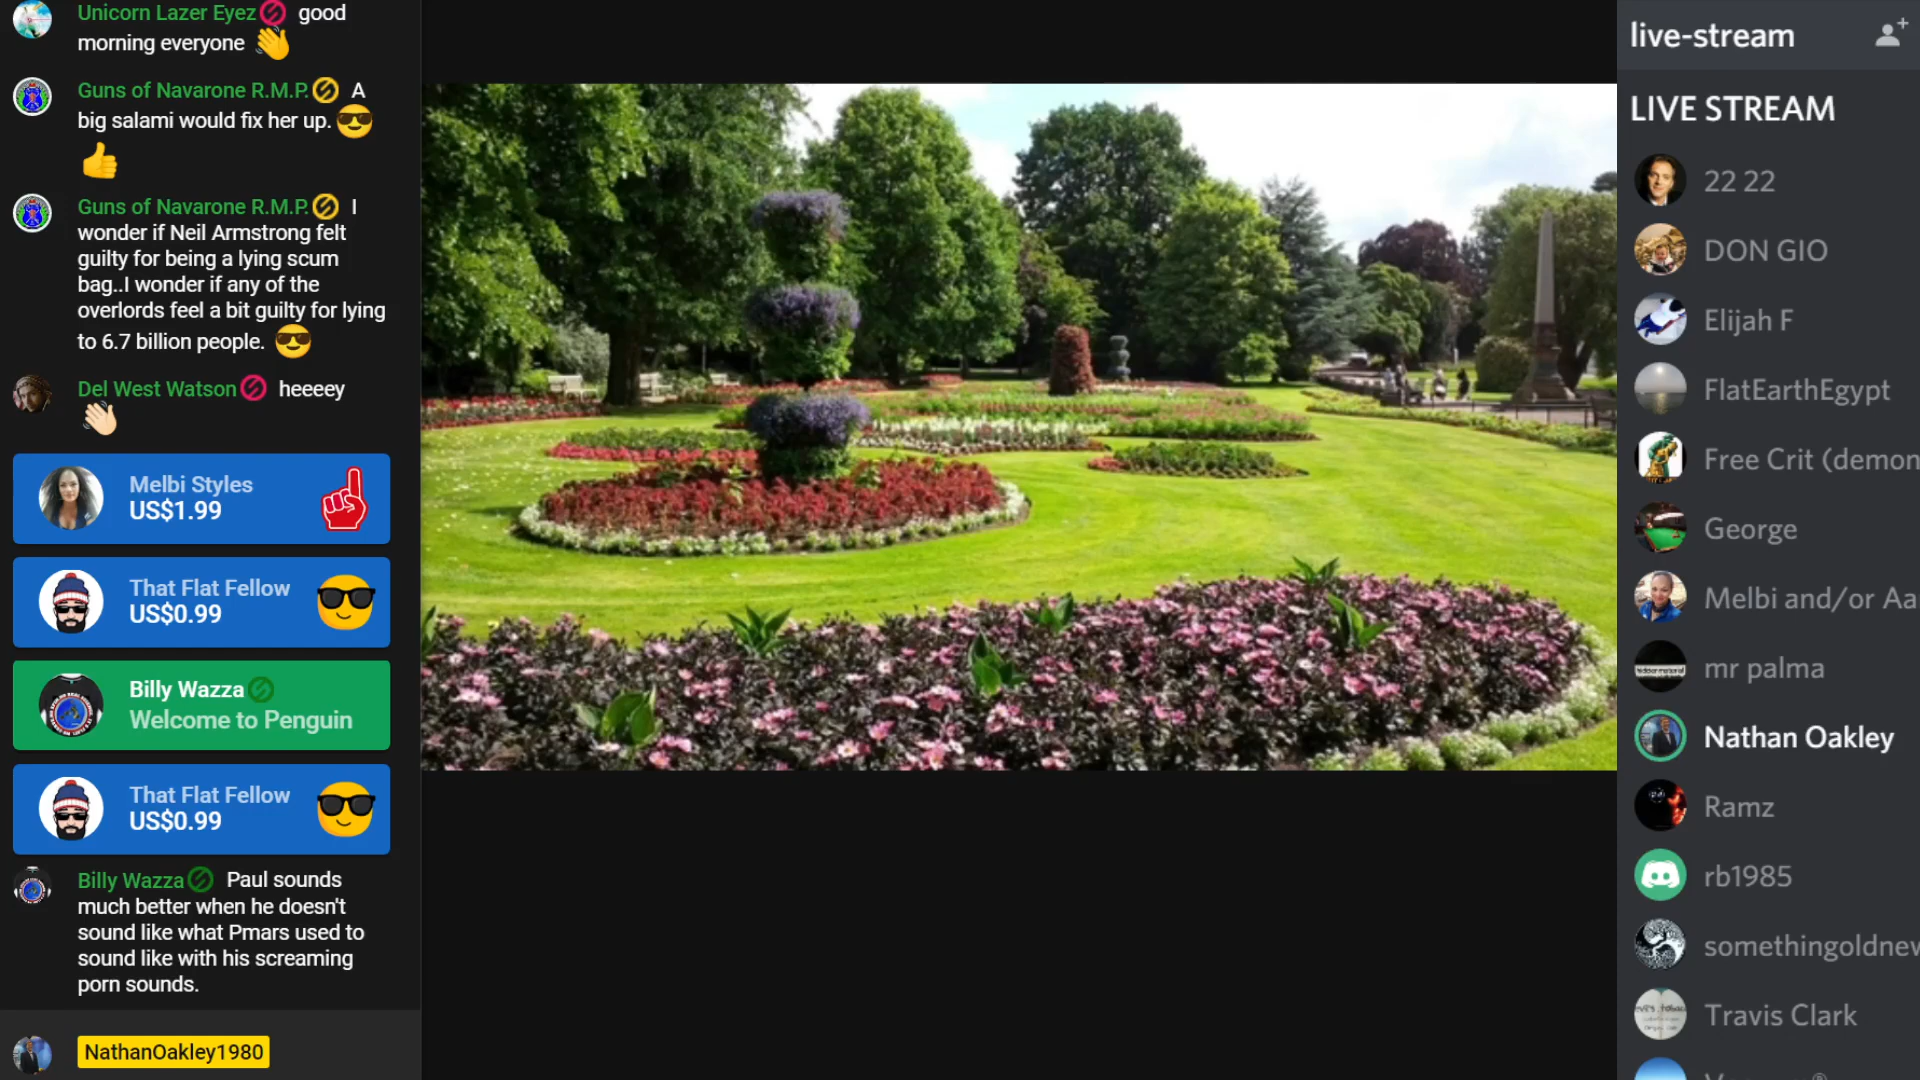 Unicorn Lazer Eyez good
morning everyone
Guns of Navarone R.M.P. A
big salami would fix her up.
Guns of Navarone R.M.P. I
wonder if Neil Armstrong felt
guilty for being a lying scum
bag..I wonder if any of the
overlords feel a bit guilty for lying
to 6.7 billion people.
Del West Watson heeeey
Melbi Styles
US$1.99
That Flat Fellow
US$0.99
Billy Wazza
Welcome to Penguin
That Flat Fellow
US$0.99
Billy Wazza Paul sounds
much better when he doesn't
sound like what Pmars used to
sound like with his screaming
porn sounds.
NathanOakley1980
live-stream
LIVE STREAM
22 22
DON GIO
Elijah F
FlatEarthEgypt
Free Crit (demon
George
Melbi and/or Aa
mr palma
Nathan Oakley
Ramz
rb1985
somethingoldnew
Travis Clark